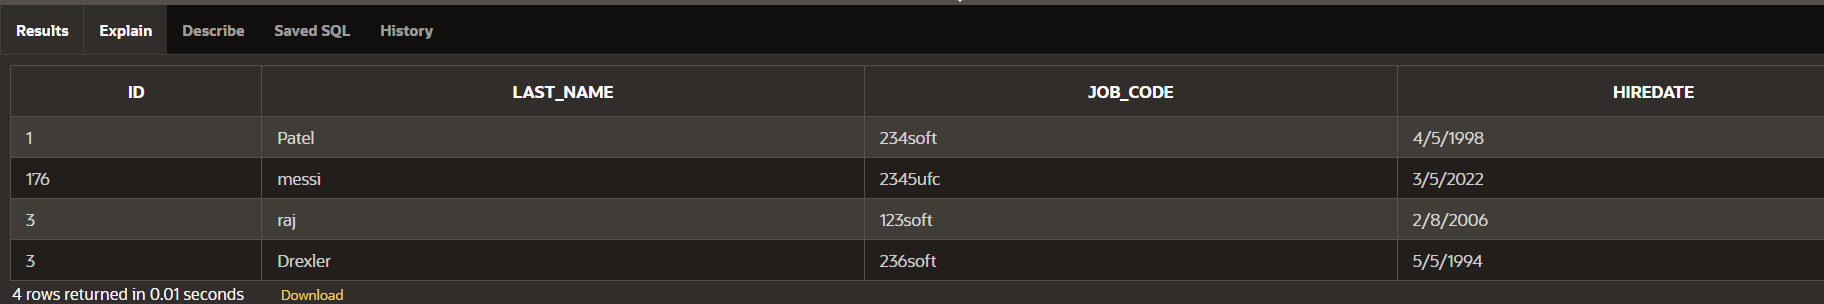 Results Explain Describe Saved SQL History
ID LAST_NAME JOB_CODE HIREDATE
1 Patel 234soft 4/5/1998
176 messi 2345ufc 3/5/2022
3 raj 123soft 2/8/2006
3 Drexler 236soft 5/5/1994
4 rows returned in 0.01 seconds Download